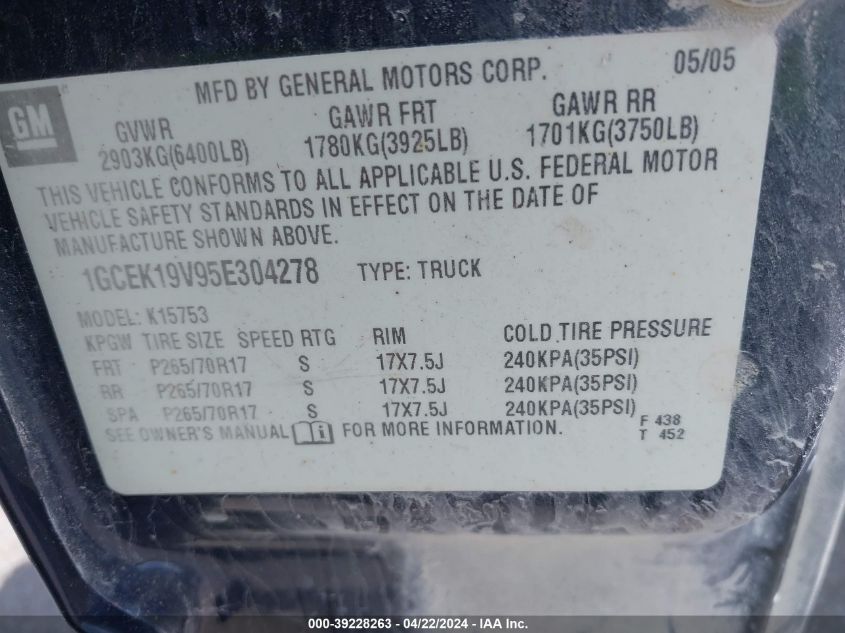 MFD BY GENERAL MOTORS CORP. 05/05
GM
GVWR GAWR FRT GAWR RR
2903KG(6400LB) 1780KG(3925LB) 1701KG(3750LB)
THIS VEHICLE CONFORMS TO ALL APPLICABLE U.S. FEDERAL MOTOR
VEHICLE SAFETY STANDARDS IN EFFECT ON THE DATE OF
MANUFACTURE SHOWN ABOVE.
1GCEK19V95E304278 TYPE: TRUCK
MODEL: K15753
KPGW TIRE SIZE SPEED RTG RIM COLD TIRE PRESSURE
FRT P265/70R17 S 17X7.5J 240KPA(35PSI)
RR P265/70R17 S 17X7.5J 240KPA(35PSI)
SPA P265/70R17 S 17X7.5J 240KPA(35PSI)
SEE OWNER'S MANUAL FOR MORE INFORMATION.
F 438
T 452
000-39228263 - 04/22/2024 - IAA Inc.